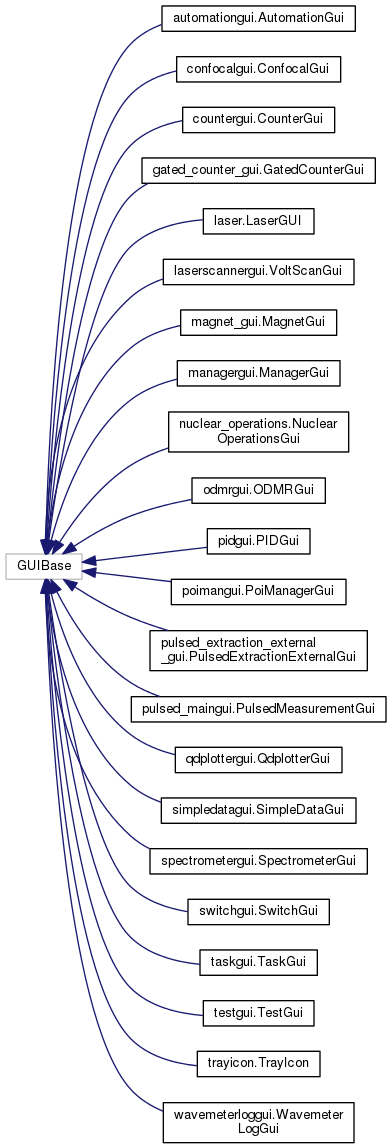 automationgui.AutomationGui
confocalgui.ConfocalGui
countergui.CounterGui
gated_counter_gui.GatedCounterGui
laser.LaserGUI
laserscannergui.VoltScanGui
magnet_gui.MagnetGui
managergui.ManagerGui
nuclear_operations.Nuclear
OperationsGui
odmrgui.ODMRGui
pidgui.PIDGui
GUIBase
poimangui.PoiManagerGui
pulsed_extraction_external
_gui.PulsedExtractionExternalGui
pulsed_maingui.PulsedMeasurementGui
qdplottergui.QdplotterGui
simpledatagui.SimpleDataGui
spectrometergui.SpectrometerGui
switchgui.SwitchGui
taskgui.TaskGui
testgui.TestGui
trayicon.TrayIcon
wavemeterloggui.Wavemeter
LogGui